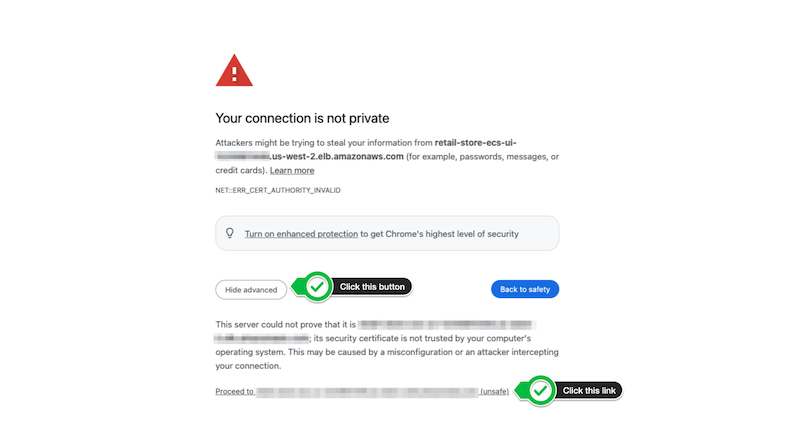 Your connection is not private
Attackers might be trying to steal your information from retail-store-ecs-ui-
.us-west-2.elb.amazonaws.com (for example, passwords, messages, or
credit cards). Learn more
NET::ERR_CERT_AUTHORITY_INVALID
Turn on enhanced protection to get Chrome's highest level of security
Hide advanced
Click this button
Back to safety
This server could not prove that it is
; its security certificate is not trusted by your computer's
operating system. This may be caused by a misconfiguration or an attacker intercepting
your connection.
Proceed to (unsafe)
Click this link